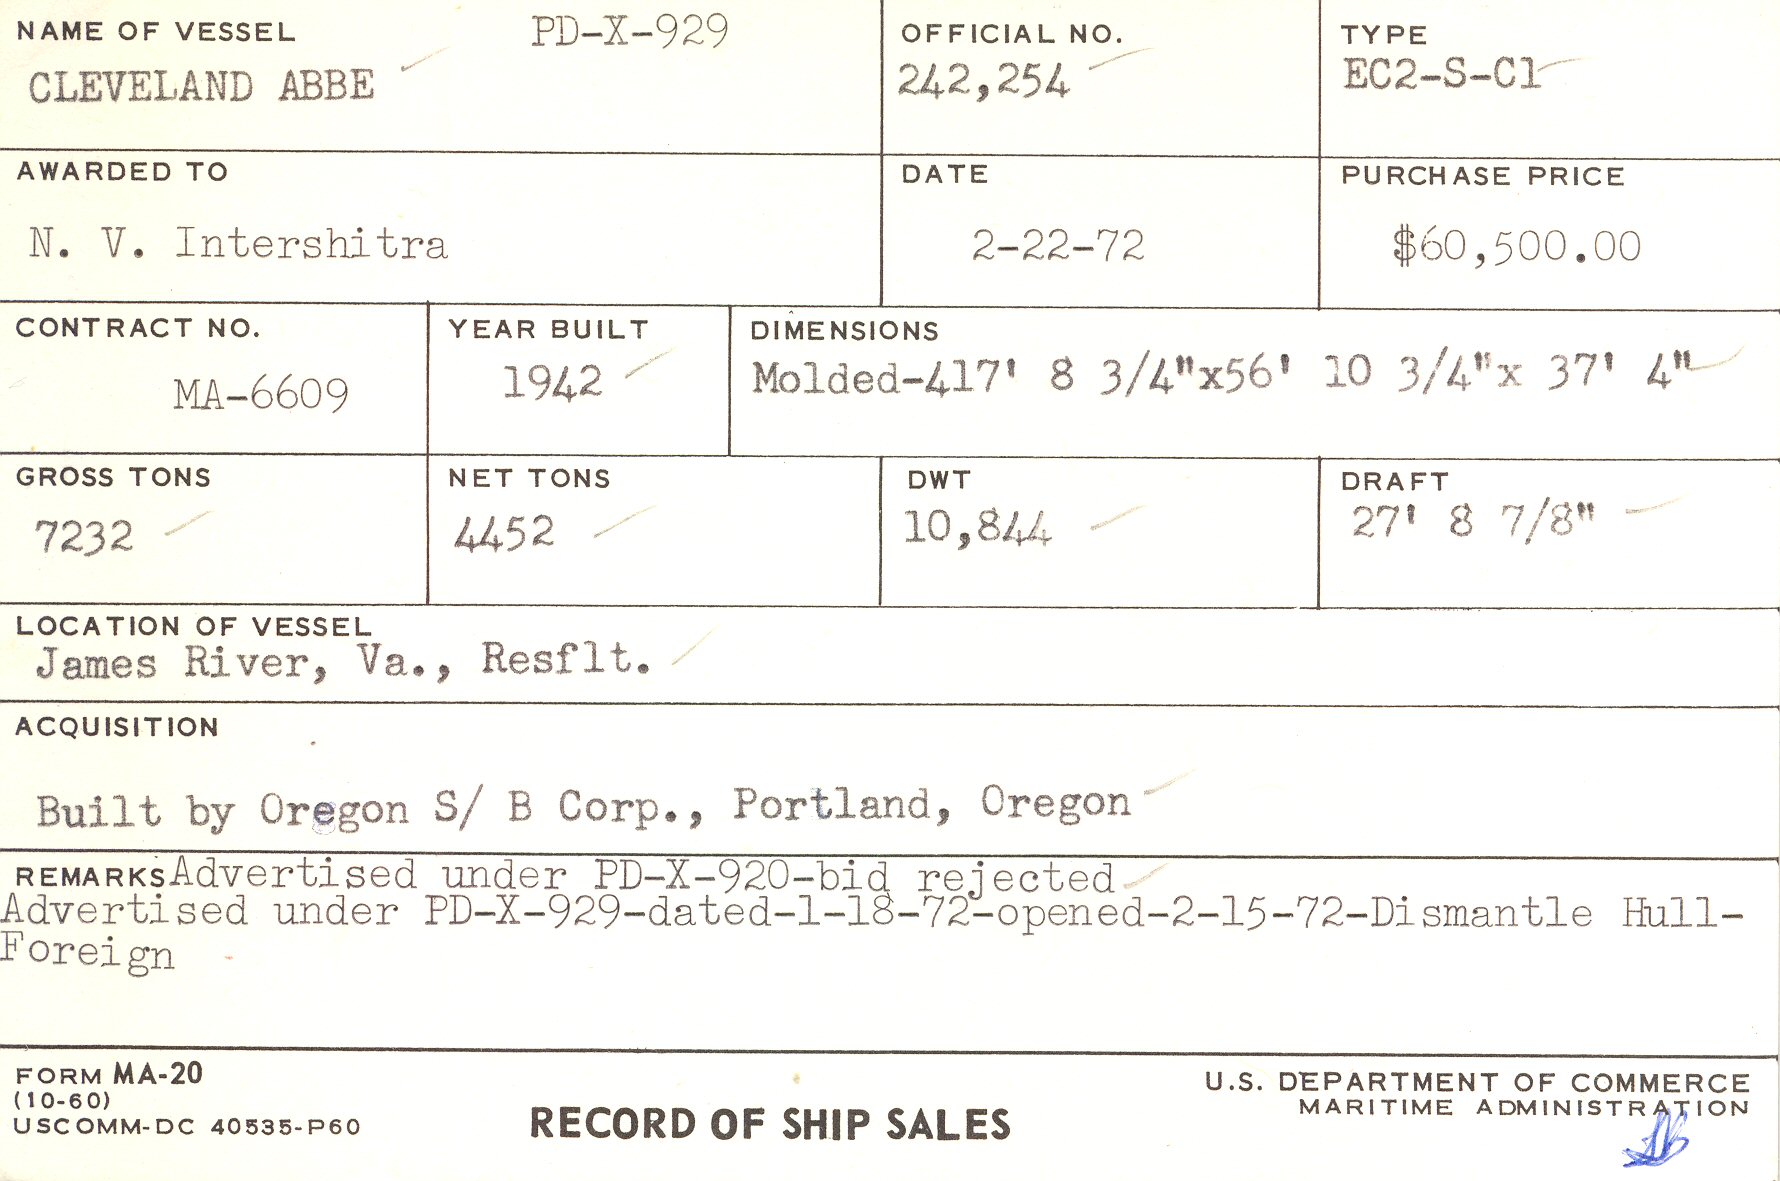 NAME OF VESSEL PD-X-929 OFFICIAL NO. TYPE
CLEVELAND ABBE 242,254 EC2-S-C1
AWARDED TO DATE PURCHASE PRICE
N. V. Intershitra 2-22-72 $60,500.00
CONTRACT NO. YEAR BUILT DIMENSIONS
MA-6609 1942 Molded-417' 8 3/4"x56' 10 3/4"x 37' 4"
GROSS TONS NET TONS DWT DRAFT
7232 4452 10,844 27' 8 7/8"
LOCATION OF VESSEL
James River, Va., Resflt.
ACQUISITION
Built by Oregon S/ B Corp., Portland, Oregon
REMARKS Advertised under PD-X-920-bid rejected
Advertised under PD-X-929-dated-1-18-72-opened-2-15-72-Dismantle Hull-
Foreign
FORM MA-20
(10-60)
USCOMM-DC 40535-P60
RECORD OF SHIP SALES
U.S. DEPARTMENT OF COMMERCE
MARITIME ADMINISTRATION